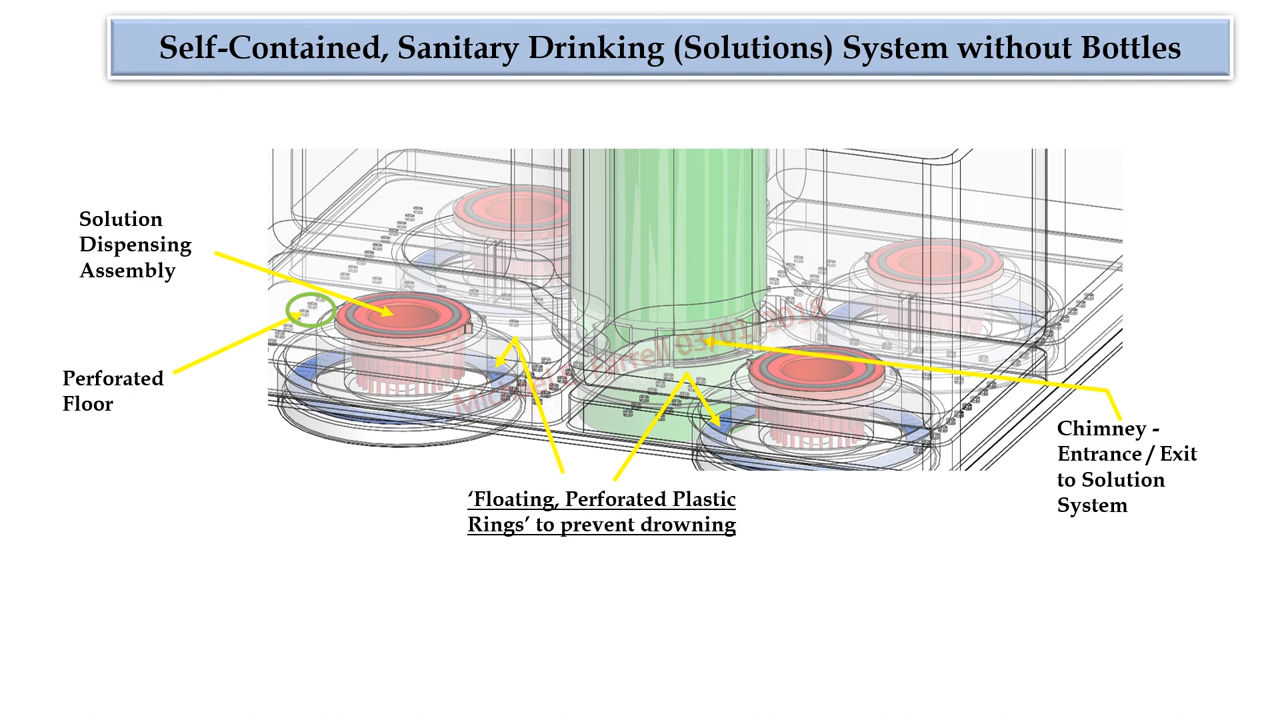 Self-Contained, Sanitary Drinking (Solutions) System without Bottles
Solution
Dispensing
Assembly
Perforated
Floor
‘Floating, Perforated Plastic
Rings’ to prevent drowning
Chimney -
Entrance / Exit
to Solution
System